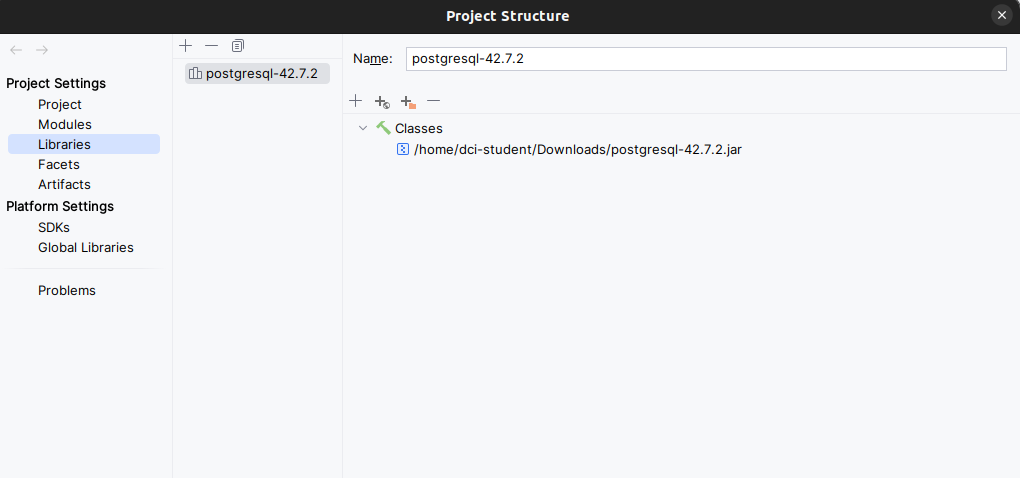 Project Structure
Project Settings
Project
Modules
Libraries
Facets
Artifacts
Platform Settings
SDKs
Global Libraries
Problems
postgresql-42.7.2
Name: postgresql-42.7.2
Classes
/home/dci-student/Downloads/postgresql-42.7.2.jar